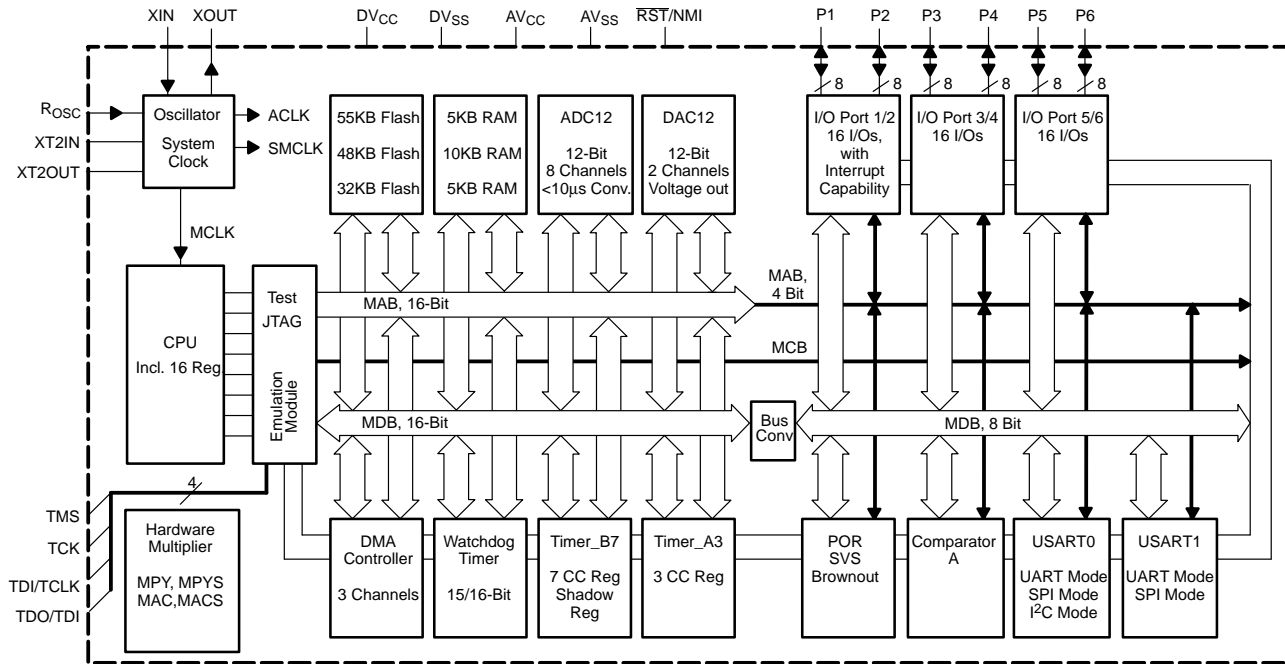 XIN XOUT DVCC DVSS AVCC AVSS RST/NMI P1 P2 P3 P4 P5 P6
8 8 8 8 8 8
ROSC
XT2IN
XT2OUT
Oscillator
System
Clock
ACLK
SMCLK
MCLK
55KB Flash
48KB Flash
32KB Flash
5KB RAM
10KB RAM
5KB RAM
ADC12
12-Bit
8 Channels
<10μs Conv.
DAC12
12-Bit
2 Channels
Voltage out
I/O Port 1/2
16 I/Os,
with
Interrupt
Capability
I/O Port 3/4
16 I/Os
I/O Port 5/6
16 I/Os
CPU
Incl. 16 Reg.
Test
JTAG
Emulation
Module
MAB, 16-Bit
MAB,
4 Bit
MCB
MDB, 16-Bit
Bus
Conv
MDB, 8 Bit
4
TMS
TCK
TDI/TCLK
TDO/TDI
Hardware
Multiplier
MPY, MPYS
MAC,MACS
DMA
Controller
3 Channels
Watchdog
Timer
15/16-Bit
Timer_B7
7 CC Reg
Shadow
Reg
Timer_A3
3 CC Reg
POR
SVS
Brownout
Comparator
A
USART0
UART Mode
SPI Mode
I²C Mode
USART1
UART Mode
SPI Mode